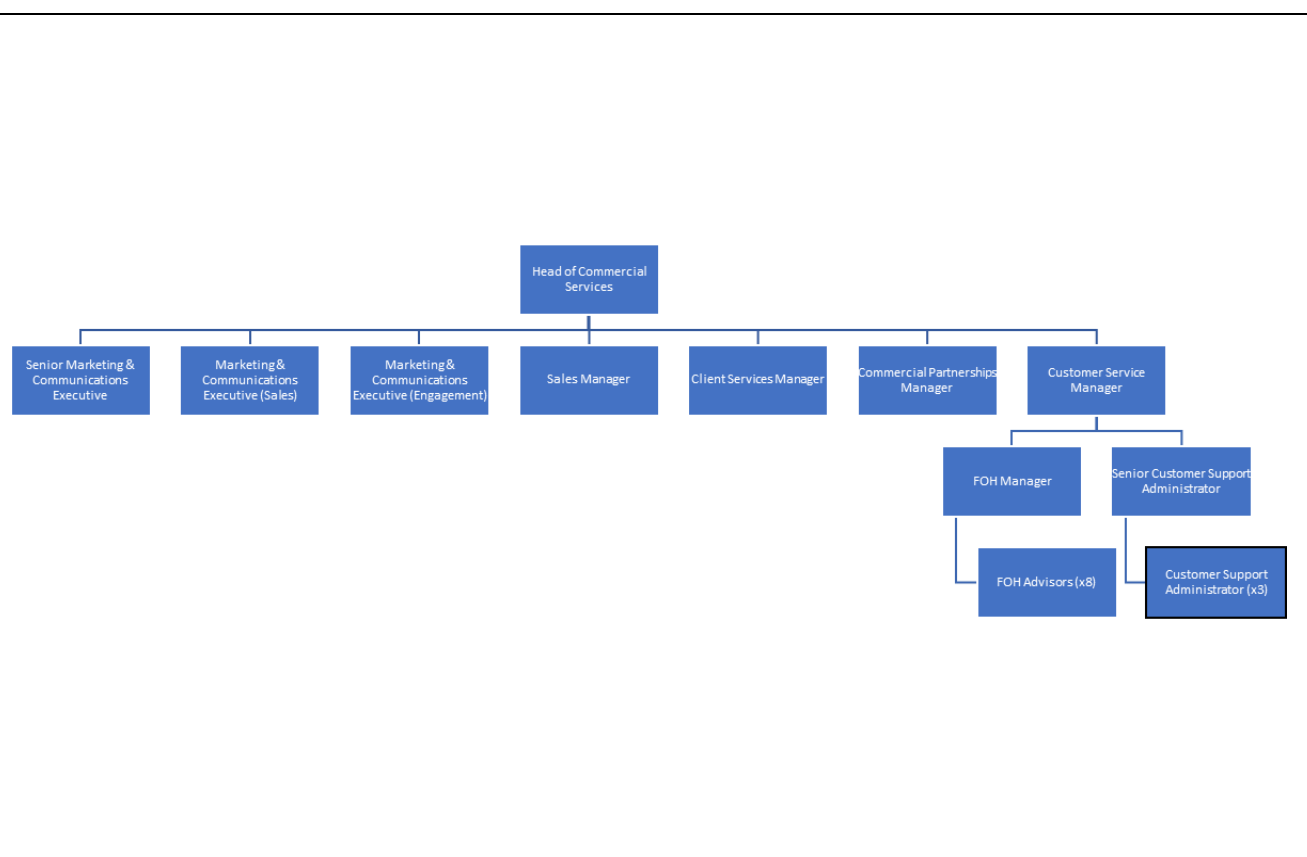 Head of Commercial
Services
Senior Marketing &
Communications
Executive
Marketing &
Communications
Executive (Sales)
Marketing &
Communications
Executive (Engagement)
Sales Manager
Client Services Manager
Commercial Partnerships
Manager
Customer Service
Manager
FOH Manager
Senior Customer Support
Administrator
FOH Advisors (x8)
Customer Support
Administrator (x3)